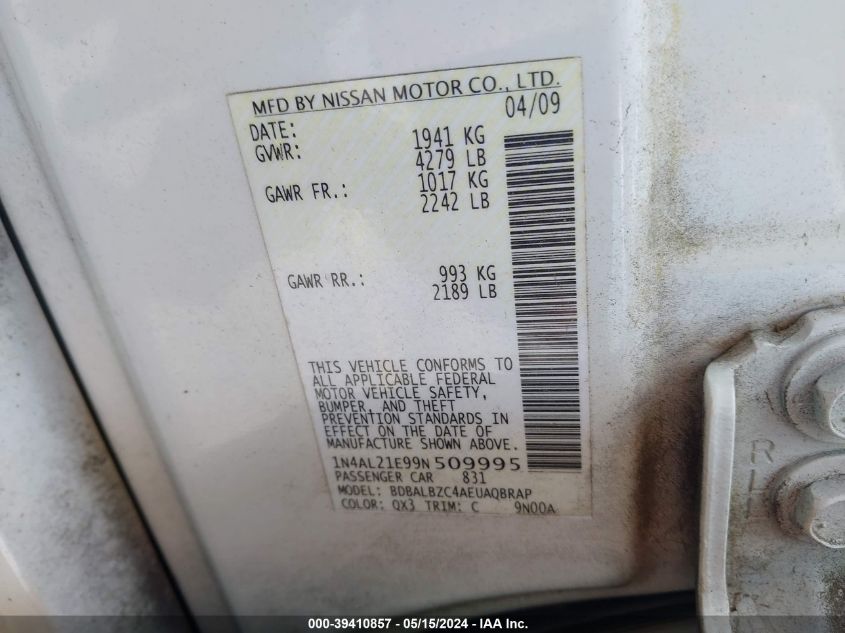 MFD BY NISSAN MOTOR CO., LTD.
DATE: 04/09
GVWR: 1941 KG
4279 LB
GAWR FR.: 1017 KG
2242 LB
GAWR RR.: 993 KG
2189 LB
THIS VEHICLE CONFORMS TO
ALL APPLICABLE FEDERAL
MOTOR VEHICLE SAFETY,
BUMPER, AND THEFT
PREVENTION STANDARDS IN
EFFECT ON THE DATE OF
MANUFACTURE SHOWN ABOVE.
1N4AL21E99N 509995
PASSENGER CAR 831
MODEL: BDBALBZC4AEUAQBRAP
COLOR: QX3 TRIM: C 9N00A
000-39410857 - 05/15/2024 - IAA Inc.